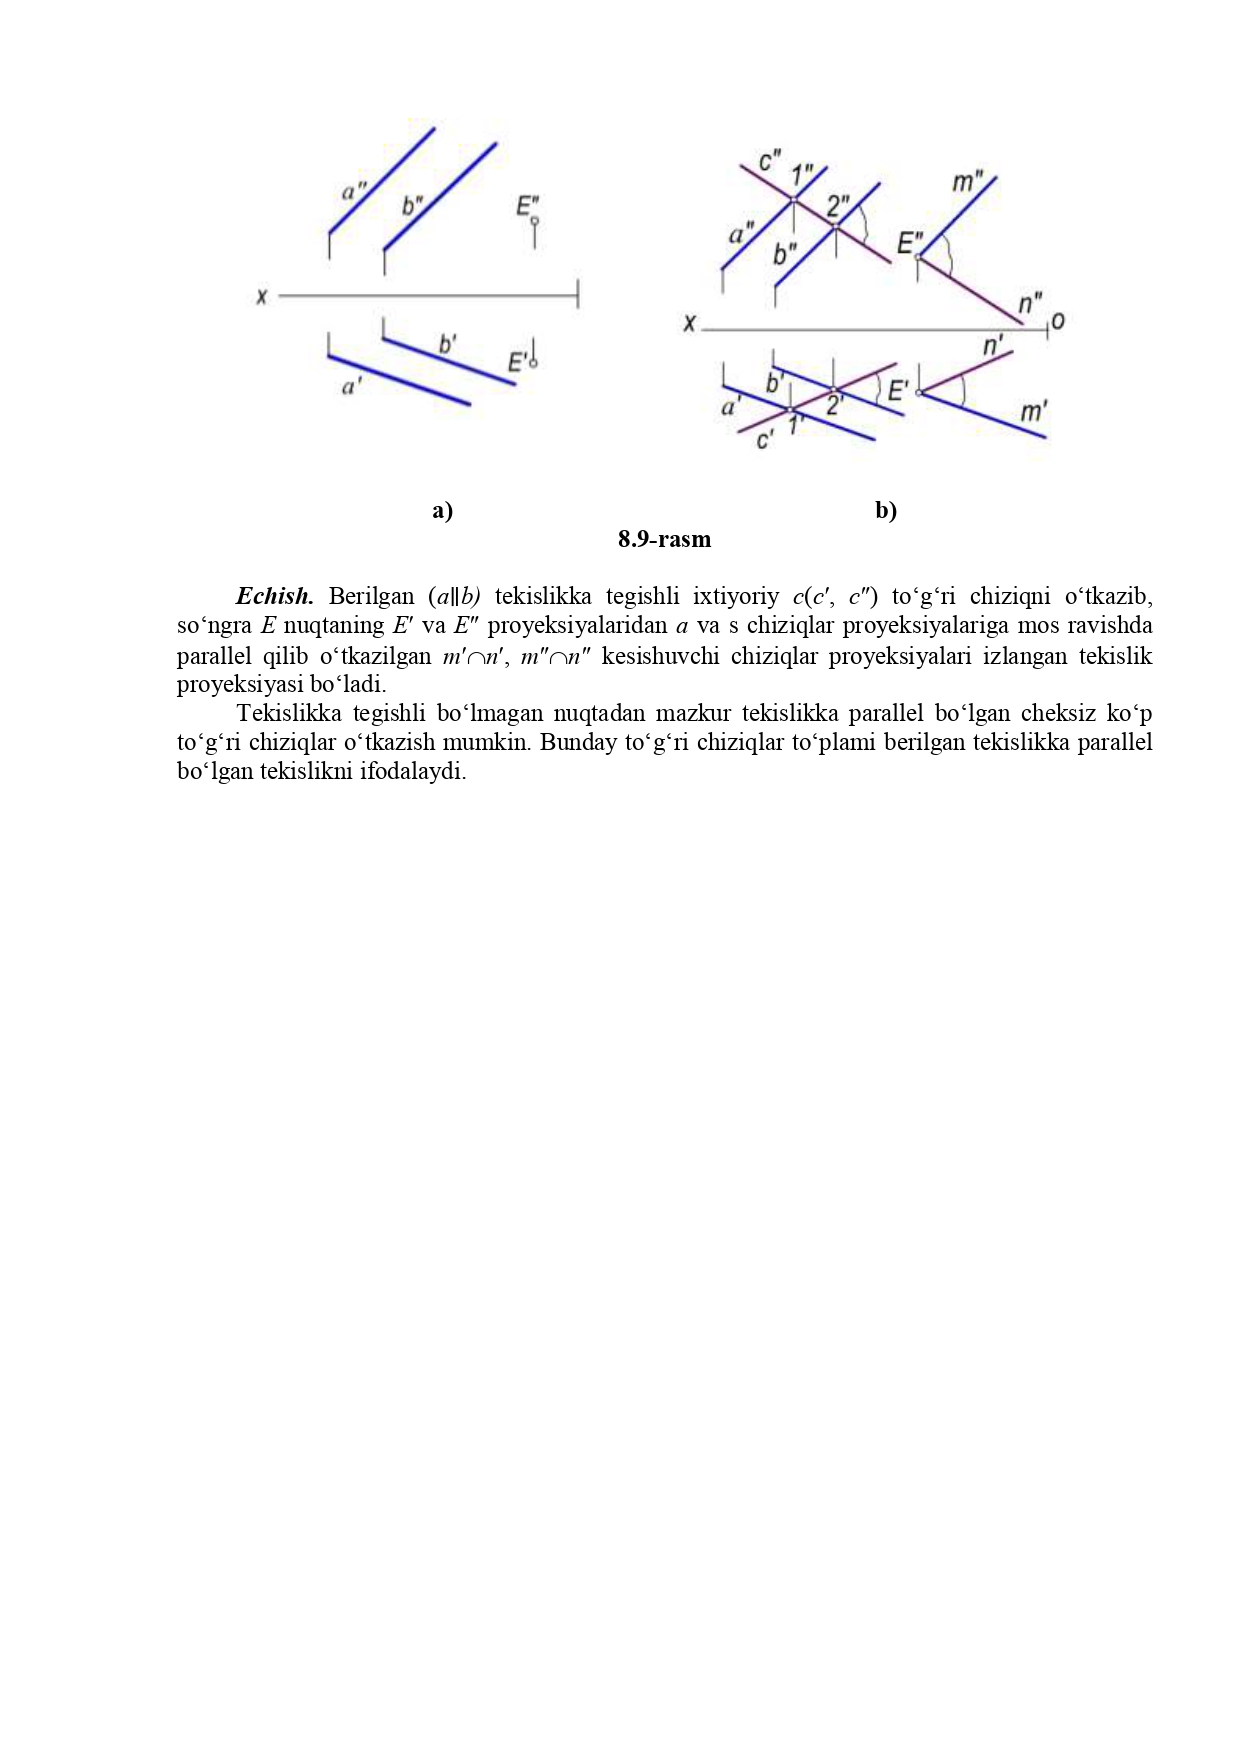 a" b" E"
x
b' E'
a'
c" 1" 2" m"
a" b" E"
n"
x o
n'
b' E'
a' 2' m'
c' 1'
a) b)
8.9-rasm
Echish. Berilgan (a||b) tekislikka tegishli ixtiyoriy c(c′, c″) to‘g‘ri chiziqni o‘tkazib,
so‘ngra E nuqtaning E′ va E″ proyeksiyalaridan a va s chiziqlar proyeksiyalariga mos ravishda
parallel qilib o‘tkazilgan m′∩n′, m″∩n″ kesishuvchi chiziqlar proyeksiyalari izlangan tekislik
proyeksiyasi bo‘ladi.
Tekislikka tegishli bo‘lmagan nuqtadan mazkur tekislikka parallel bo‘lgan cheksiz ko‘p
to‘g‘ri chiziqlar o‘tkazish mumkin. Bunday to‘g‘ri chiziqlar to‘plami berilgan tekislikka parallel
bo‘lgan tekislikni ifodalaydi.